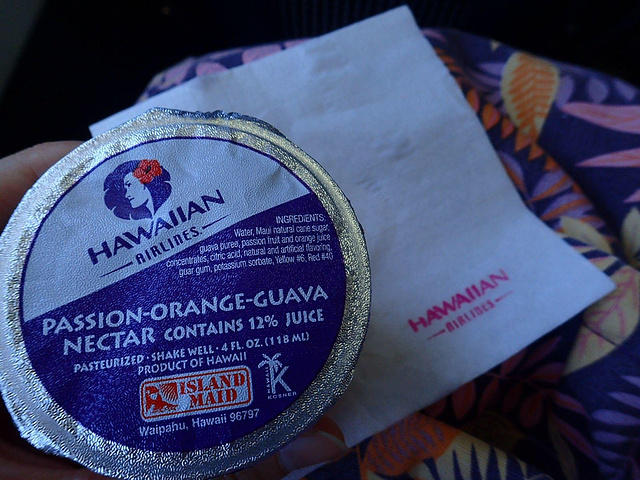 HAWAIIAN
AIRLINES
INGREDIENTS:
Water, Maui natural cane sugar,
guava puree, passion fruit and orange juice
concentrates, citric acid, natural and artificial flavoring,
guar gum, potassium sorbate, Yellow #6, Red #40
PASSION-ORANGE-GUAVA
NECTAR CONTAINS 12% JUICE
PASTEURIZED · SHAKE WELL · 4 FL. OZ. (118 ML)
PRODUCT OF HAWAII
ISLAND
MAID
K
KOSHER
Waipahu, Hawaii 96797
HAWAIIAN
AIRLINES